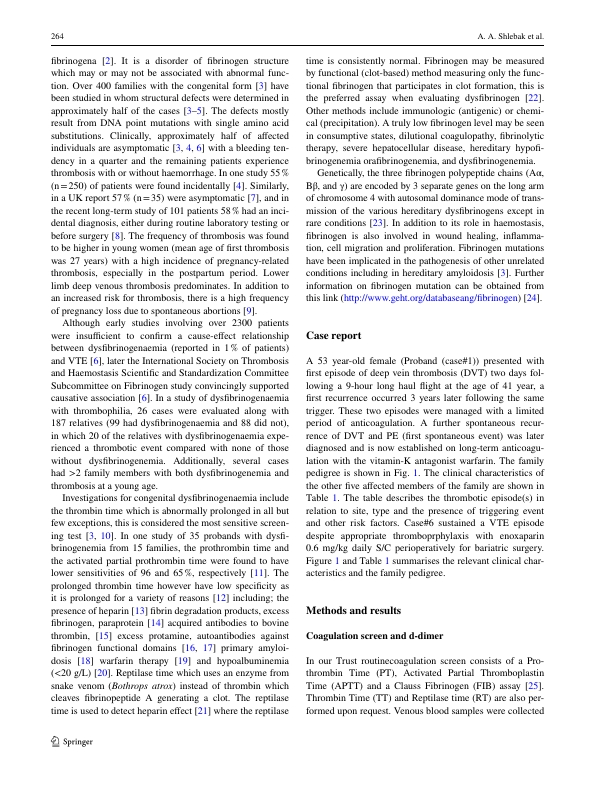 264
A. A. Shlebak et al.
fibrinogena [2]. It is a disorder of fibrinogen structure
which may or may not be associated with abnormal func-
tion. Over 400 families with the congenital form [3] have
been studied in whom structural defects were determined in
approximately half of the cases [3–5]. The defects mostly
result from DNA point mutations with single amino acid
substitutions. Clinically, approximately half of affected
individuals are asymptomatic [3, 4, 6] with a bleeding ten-
dency in a quarter and the remaining patients experience
thrombosis with or without haemorrhage. In one study 55 %
(n = 250) of patients were found incidentally [4]. Similarly,
in a UK report 57 % (n = 35) were asymptomatic [7], and in
the recent long-term study of 101 patients 58 % had an inci-
dental diagnosis, either during routine laboratory testing or
before surgery [8]. The frequency of thrombosis was found
to be higher in young women (mean age of first thrombosis
was 27 years) with a high incidence of pregnancy-related
thrombosis, especially in the postpartum period. Lower
limb deep venous thrombosis predominates. In addition to
an increased risk for thrombosis, there is a high frequency
of pregnancy loss due to spontaneous abortions [9].
Although early studies involving over 2300 patients
were insufficient to confirm a cause-effect relationship
between dysfibrinogenaemia (reported in 1 % of patients)
and VTE [6], later the International Society on Thrombosis
and Haemostasis Scientific and Standardization Committee
Subcommittee on Fibrinogen study convincingly supported
causative association [6]. In a study of dysfibrinogenaemia
with thrombophilia, 26 cases were evaluated along with
187 relatives (99 had dysfibrinogenaemia and 88 did not),
in which 20 of the relatives with dysfibrinogenaemia expe-
rienced a thrombotic event compared with none of those
without dysfibrinogenemia. Additionally, several cases
had >2 family members with both dysfibrinogenemia and
thrombosis at a young age.
Investigations for congenital dysfibrinogenaemia include
the thrombin time which is abnormally prolonged in all but
few exceptions, this is considered the most sensitive screen-
ing test [3, 10]. In one study of 35 probands with dysfi-
brinogenemia from 15 families, the prothrombin time and
the activated partial prothrombin time were found to have
lower sensitivities of 96 and 65 %, respectively [11]. The
prolonged thrombin time however have low specificity as
it is prolonged for a variety of reasons [12] including; the
presence of heparin [13] fibrin degradation products, excess
fibrinogen, paraprotein [14] acquired antibodies to bovine
thrombin, [15] excess protamine, autoantibodies against
fibrinogen functional domains [16, 17] primary amyloi-
dosis [18] warfarin therapy [19] and hypoalbuminemia
(<20 g/L) [20]. Reptilase time which uses an enzyme from
snake venom (Bothrops atrox) instead of thrombin which
cleaves fibrinopeptide A generating a clot. The reptilase
time is used to detect heparin effect [21] where the reptilase
time is consistently normal. Fibrinogen may be measured
by functional (clot-based) method measuring only the func-
tional fibrinogen that participates in clot formation, this is
the preferred assay when evaluating dysfibrinogen [22].
Other methods include immunologic (antigenic) or chemi-
cal (precipitation). A truly low fibrinogen level may be seen
in consumptive states, dilutional coagulopathy, fibrinolytic
therapy, severe hepatocellular disease, hereditary hypofi-
brinogenemia orafibrinogenemia, and dysfibrinogenemia.
Genetically, the three fibrinogen polypeptide chains (Aα,
Bβ, and γ) are encoded by 3 separate genes on the long arm
of chromosome 4 with autosomal dominance mode of trans-
mission of the various hereditary dysfibrinogens except in
rare conditions [23]. In addition to its role in haemostasis,
fibrinogen is also involved in wound healing, inflamma-
tion, cell migration and proliferation. Fibrinogen mutations
have been implicated in the pathogenesis of other unrelated
conditions including in hereditary amyloidosis [3]. Further
information on fibrinogen mutation can be obtained from
this link (http://www.geht.org/databaseang/fibrinogen) [24].
Case report
A 53 year-old female (Proband (case#1)) presented with
first episode of deep vein thrombosis (DVT) two days fol-
lowing a 9-hour long haul flight at the age of 41 year, a
first recurrence occurred 3 years later following the same
trigger. These two episodes were managed with a limited
period of anticoagulation. A further spontaneous recur-
rence of DVT and PE (first spontaneous event) was later
diagnosed and is now established on long-term anticoagu-
lation with the vitamin-K antagonist warfarin. The family
pedigree is shown in Fig. 1. The clinical characteristics of
the other five affected members of the family are shown in
Table 1. The table describes the thrombotic episode(s) in
relation to site, type and the presence of triggering event
and other risk factors. Case#6 sustained a VTE episode
despite appropriate thromboprphylaxis with enoxaparin
0.6 mg/kg daily S/C perioperatively for bariatric surgery.
Figure 1 and Table 1 summarises the relevant clinical char-
acteristics and the family pedigree.
Methods and results
Coagulation screen and d-dimer
In our Trust routinecoagulation screen consists of a Pro-
thrombin Time (PT), Activated Partial Thromboplastin
Time (APTT) and a Clauss Fibrinogen (FIB) assay [25].
Thrombin Time (TT) and Reptilase time (RT) are also per-
formed upon request. Venous blood samples were collected
Springer